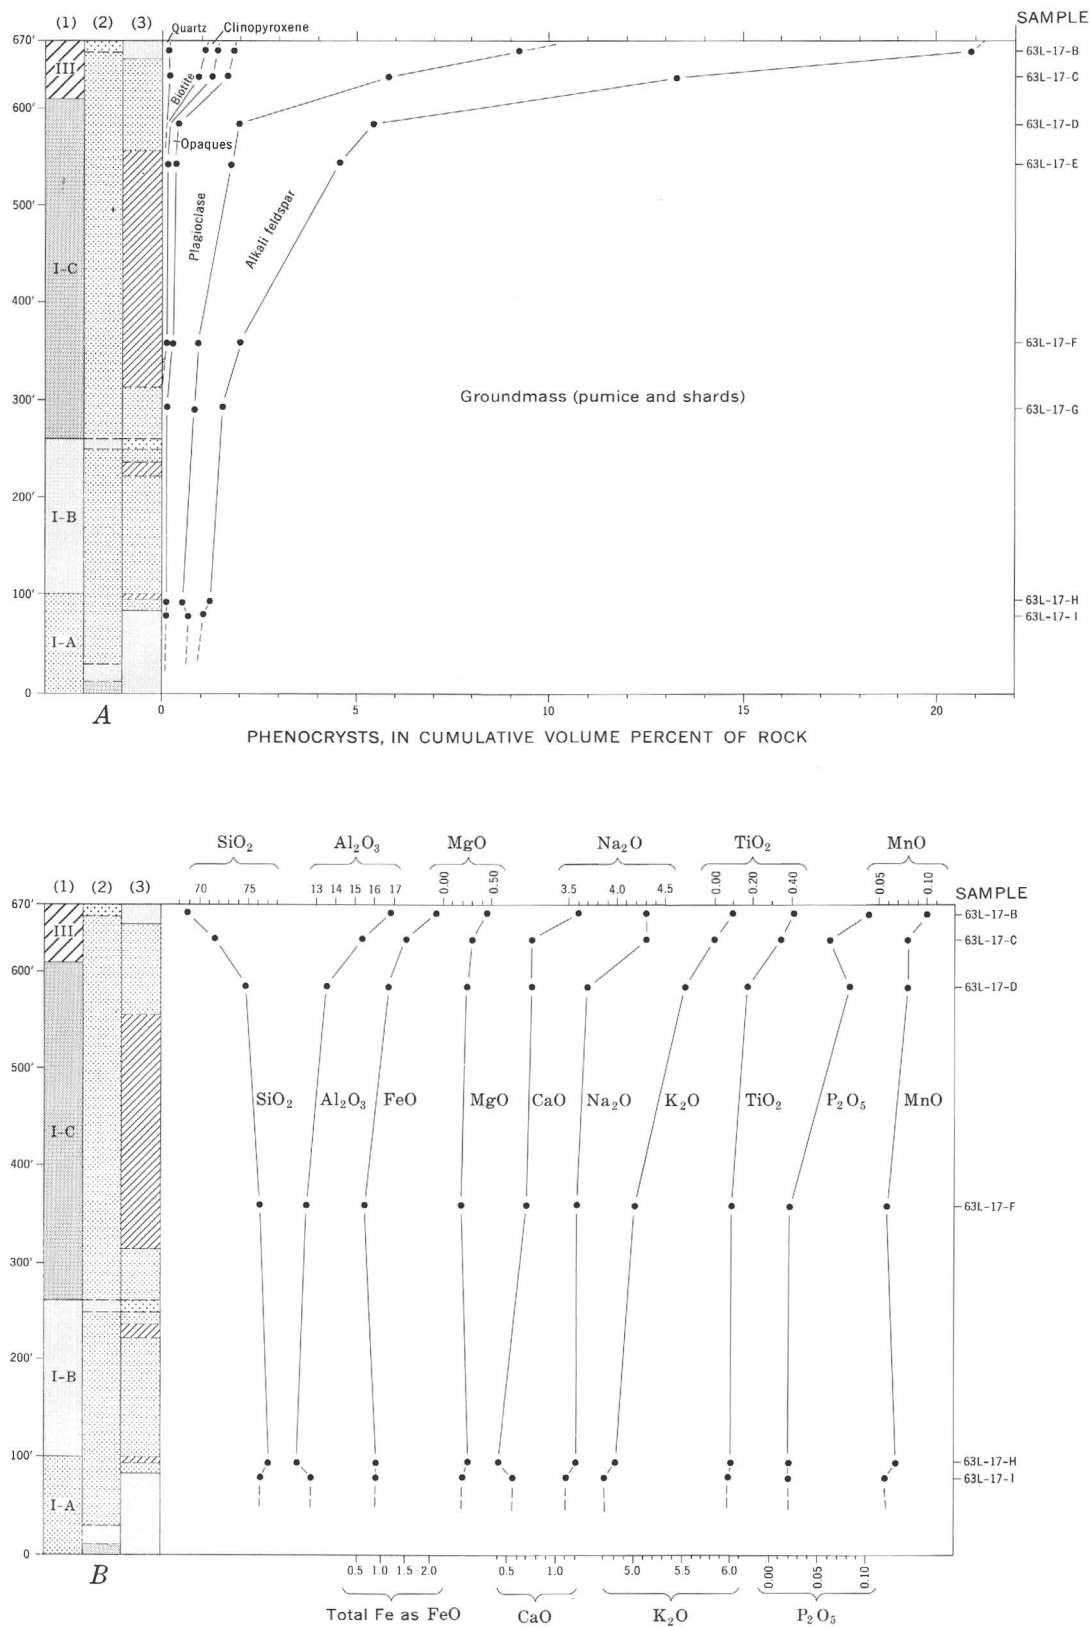 (1) (2) (3)
Quartz Clinopyroxene
SAMPLE
670′
III
Biotite
63L-17-B
63L-17-C
600′
63L-17-D
Opaques
63L-17-E
500′
Plagioclase
Alkali feldspar
I-C
400′
63L-17-F
300′
Groundmass (pumice and shards)
63L-17-G
200′
I-B
100′
63L-17-H
63L-17-I
I-A
0
0 5 10 15 20
A
PHENOCRYSTS, IN CUMULATIVE VOLUME PERCENT OF ROCK
SiO2 Al2O3 MgO Na2O TiO2 MnO
70 75 13 14 15 16 17 0.00 0.50 3.5 4.0 4.5 0.00 0.20 0.40 0.05 0.10
(1) (2) (3)
SAMPLE
670′
III
63L-17-B
63L-17-C
600′
63L-17-D
500′
SiO2 Al2O3 FeO MgO CaO Na2O K2O TiO2 P2O5 MnO
I-C
400′
63L-17-F
300′
200′
I-B
100′
63L-17-H
63L-17-I
I-A
0
0.5 1.0 1.5 2.0 0.5 1.0 5.0 5.5 6.0 0.00 0.05 0.10
B
Total Fe as FeO CaO K2O P2O5